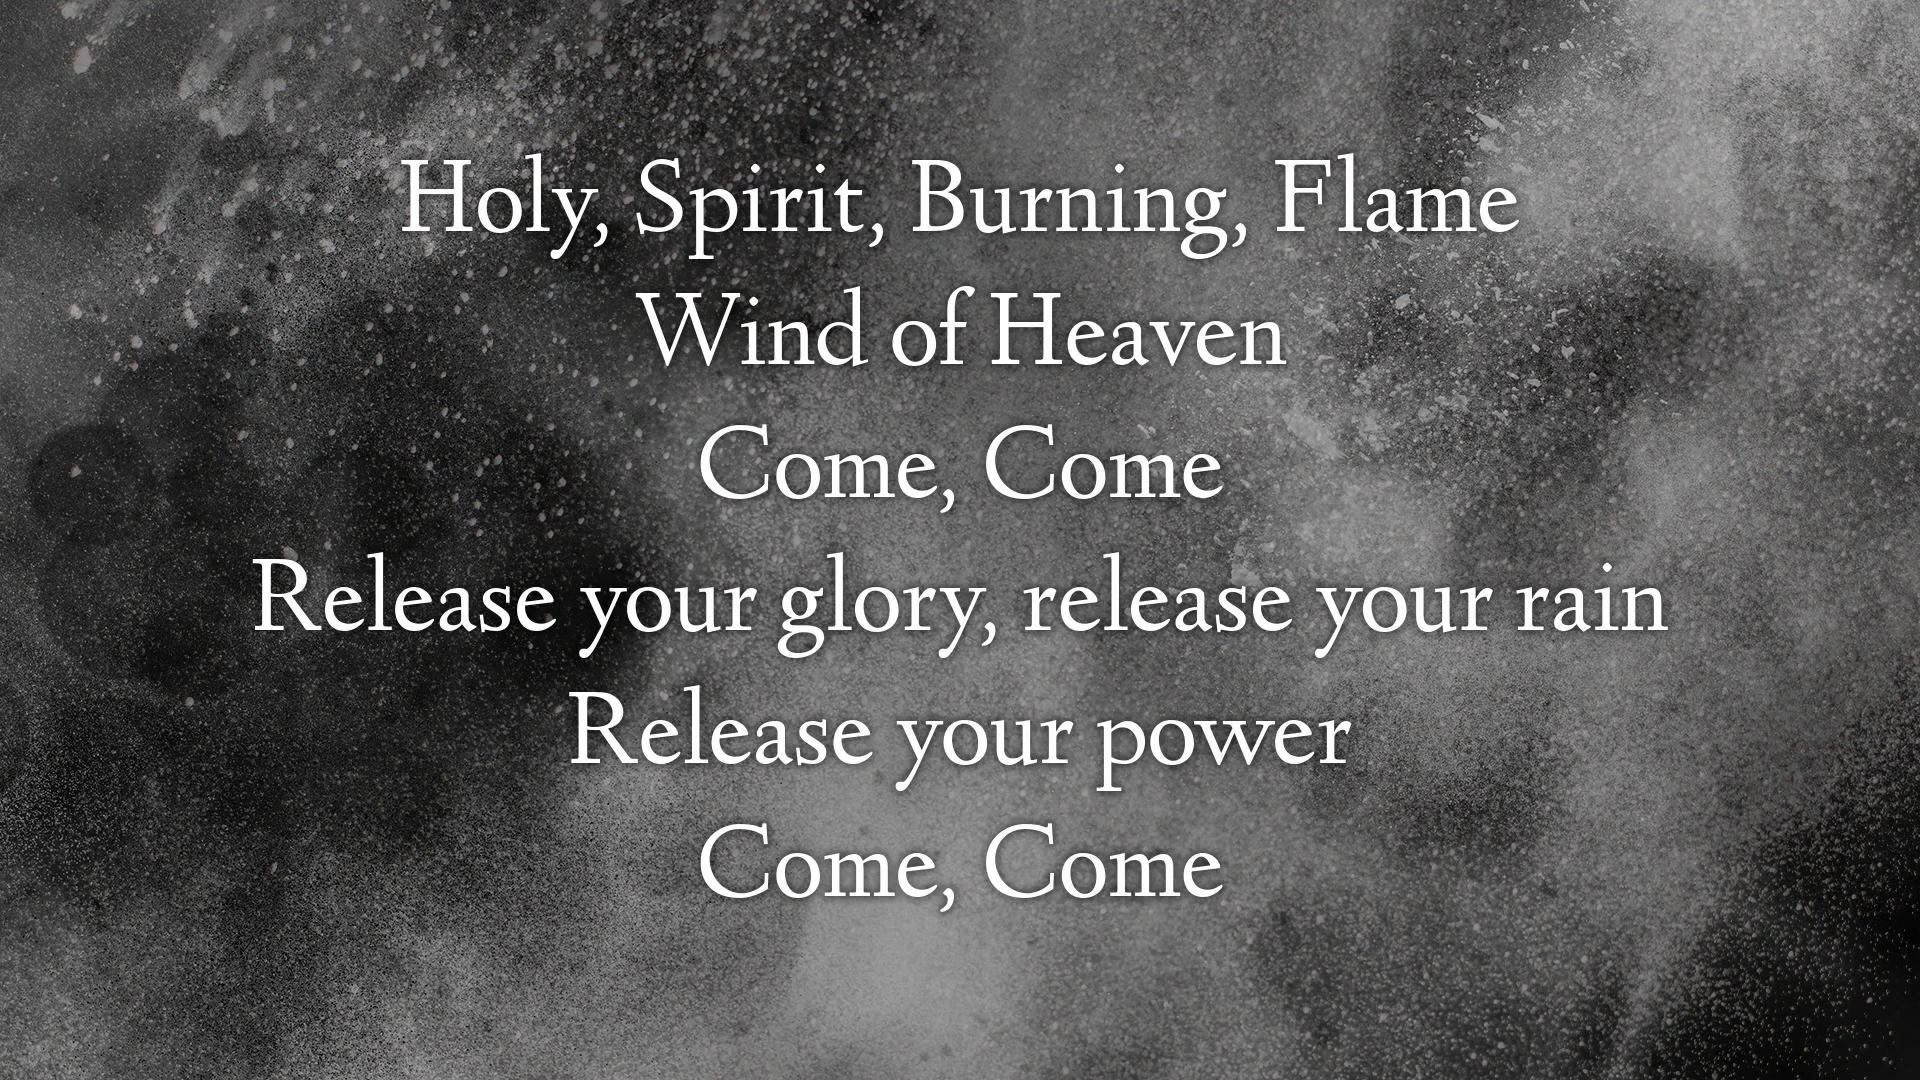 Holy, Spirit, Burning, Flame
Wind of Heaven
Come, Come
Release your glory, release your rain
Release your power
Come, Come